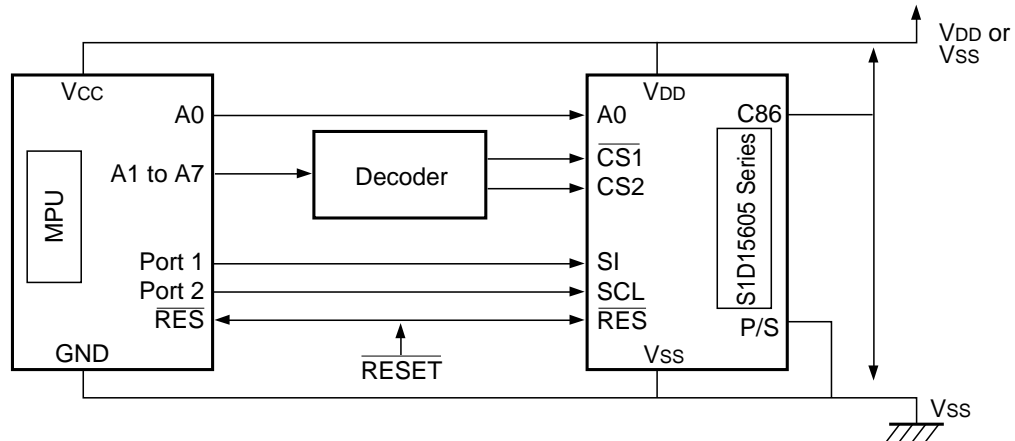 VDD or
VSS
VCC
A0
A1 to A7
MPU
Port 1
Port 2
RES
GND
Decoder
RESET
VDD
A0
C86
CS1
CS2
S1D15605 Series
SI
SCL
RES
P/S
VSS
VSS